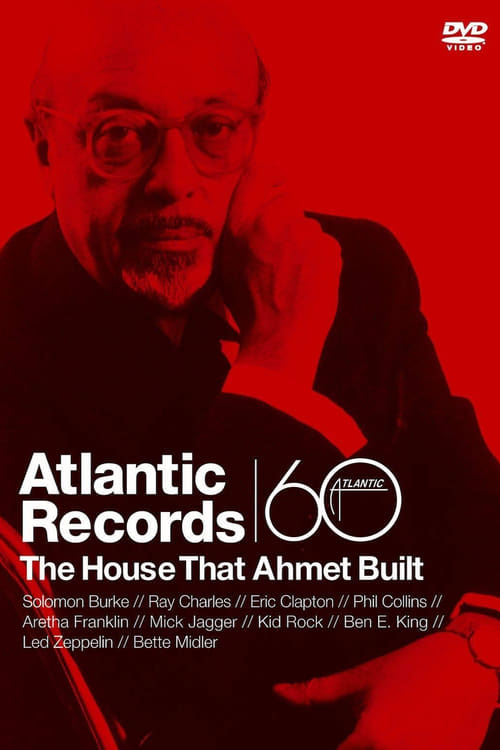 DVD
VIDEO
Atlantic
Records
60
ATLANTIC
The House That Ahmet Built
Solomon Burke // Ray Charles // Eric Clapton // Phil Collins //
Aretha Franklin // Mick Jagger // Kid Rock // Ben E. King //
Led Zeppelin // Bette Midler